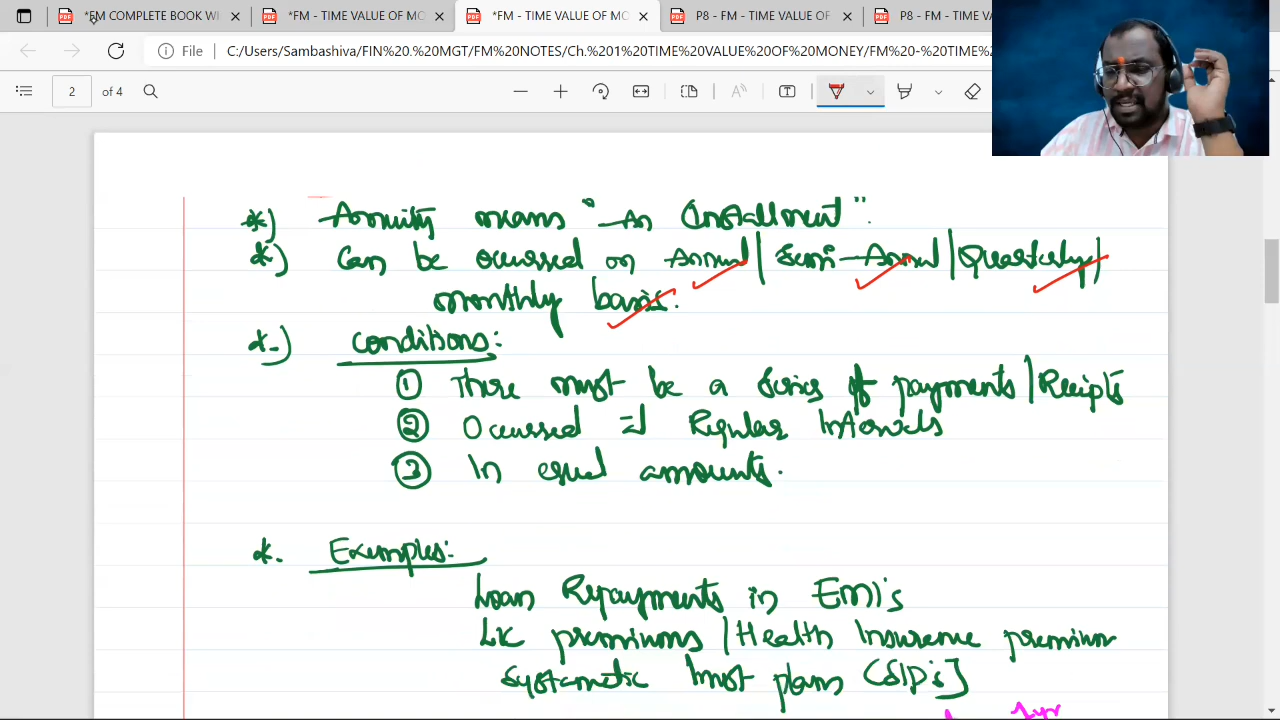 *FM COMPLETE BOOK WI
*FM - TIME VALUE OF MO
*FM - TIME VALUE OF MO
P8 - FM - TIME VALUE OF
P8 - FM - TIME
File C:/Users/Sambashiva/FIN%20.%20MGT/FM%20NOTES/Ch.%201%20TIME%20VALUE%20OF%20MONEY/FM%20-%20TIME%2
2 of 4
*) Annuity means "An Installment".
*) Can be occurred on Annual | Semi-Annual | Quarterly |
monthly basis.
*.) Conditions:
① There must be a Series of payments | Receipts
② Occurred => Regular Intervals
③ In equal amounts.
*. Examples:
Loan Repayments in EMI's
LIC premiums | Health Insurance premium
Systematic Invst plans (SIP's]
1yr